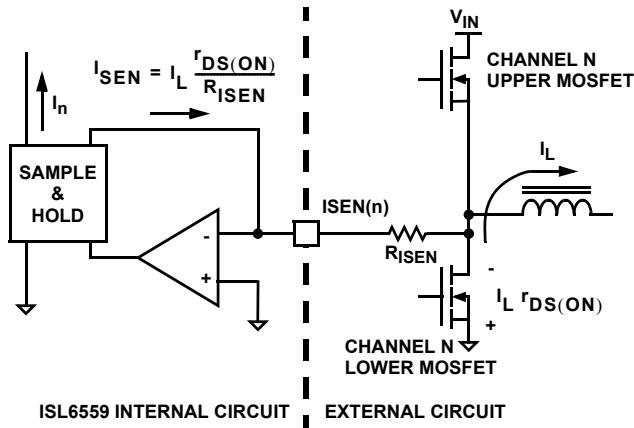 V_IN
CHANNEL N
UPPER MOSFET
I_SEN = I_L r_DS(ON) / R_ISEN
I_n
SAMPLE
&
HOLD
I_L
ISEN(n)
R_ISEN
-
+
-
I_L r_DS(ON)
+
CHANNEL N
LOWER MOSFET
ISL6559 INTERNAL CIRCUIT
EXTERNAL CIRCUIT